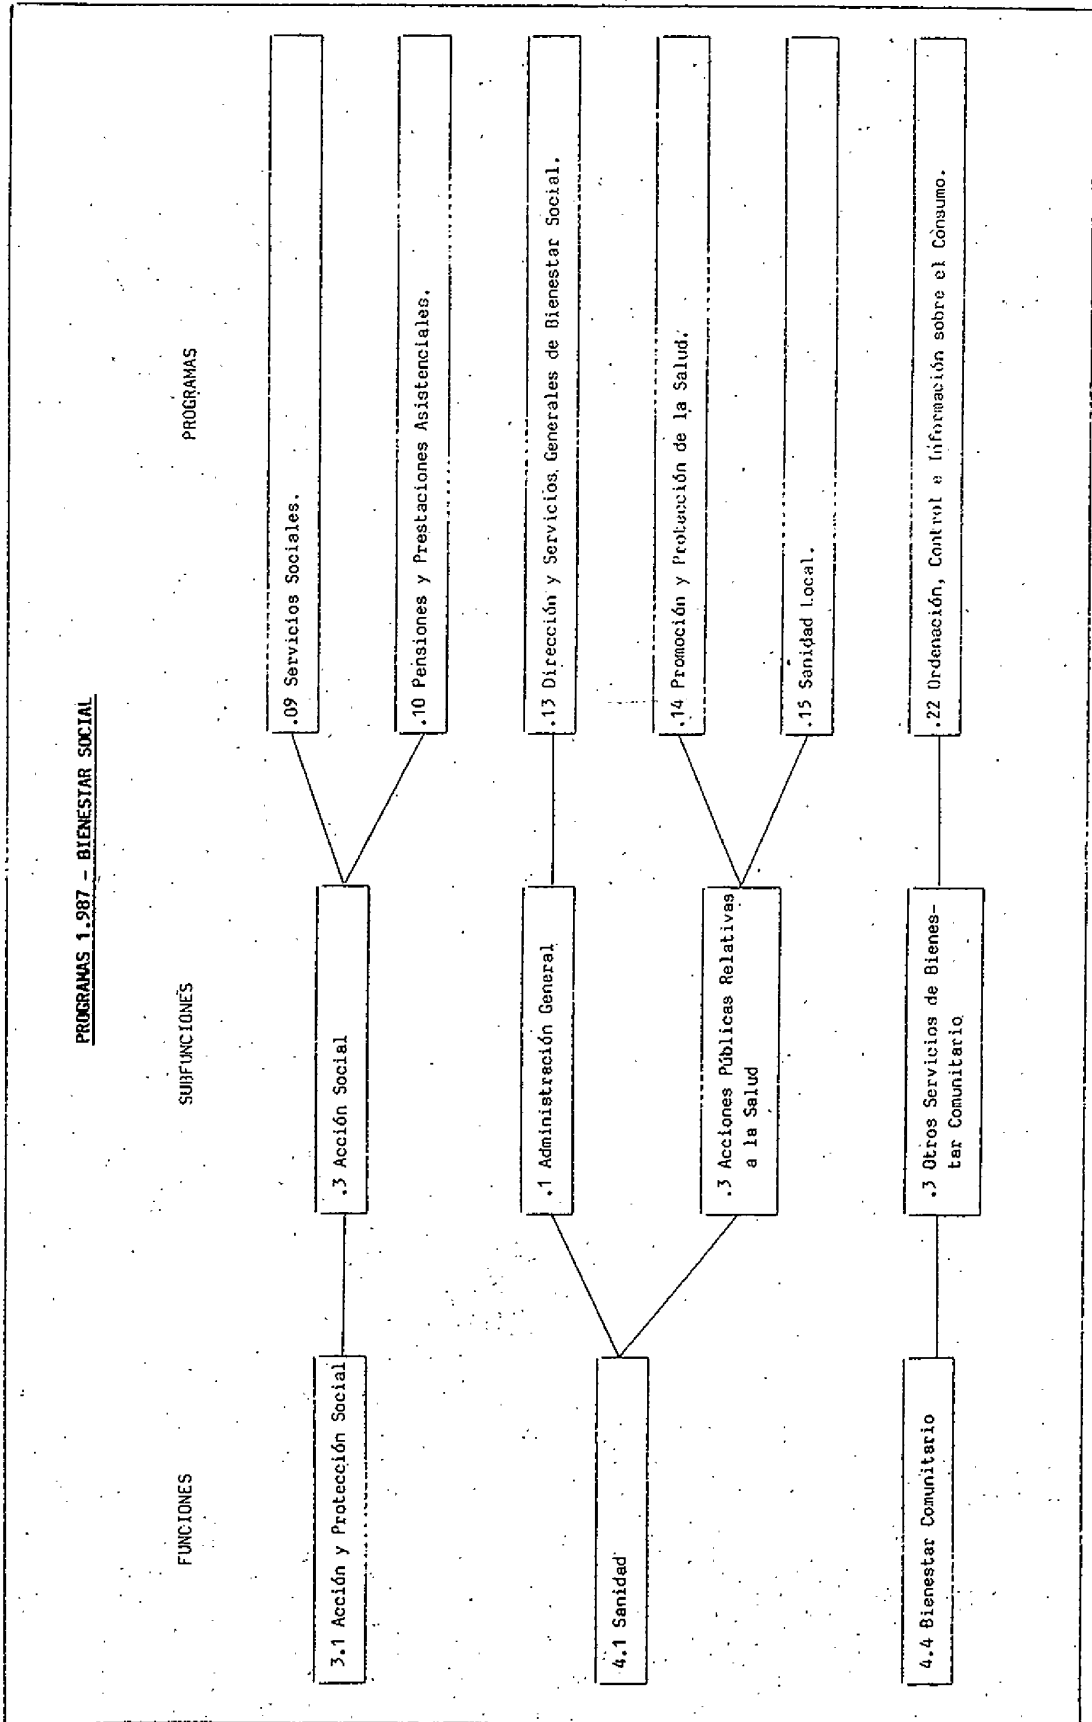 PROGRAMAS 1.987 - BIENESTAR SOCIAL
FUNCIONES
SUBFUNCIONES
PROGRAMAS
3.1 Acción y Protección Social
.3 Acción Social
.09 Servicios Sociales.
.10 Pensiones y Prestaciones Asistenciales.
4.1 Sanidad
.1 Administración General
.13 Dirección y Servicios Generales de Bienestar Social.
.3 Acciones Públicas Relativas
a la Salud
.14 Promoción y Protección de la Salud.
.15 Sanidad Local.
4.4 Bienestar Comunitario
.3 Otros Servicios de Bienes-
tar Comunitario
.22 Ordenación, Control e Información sobre el Consumo.